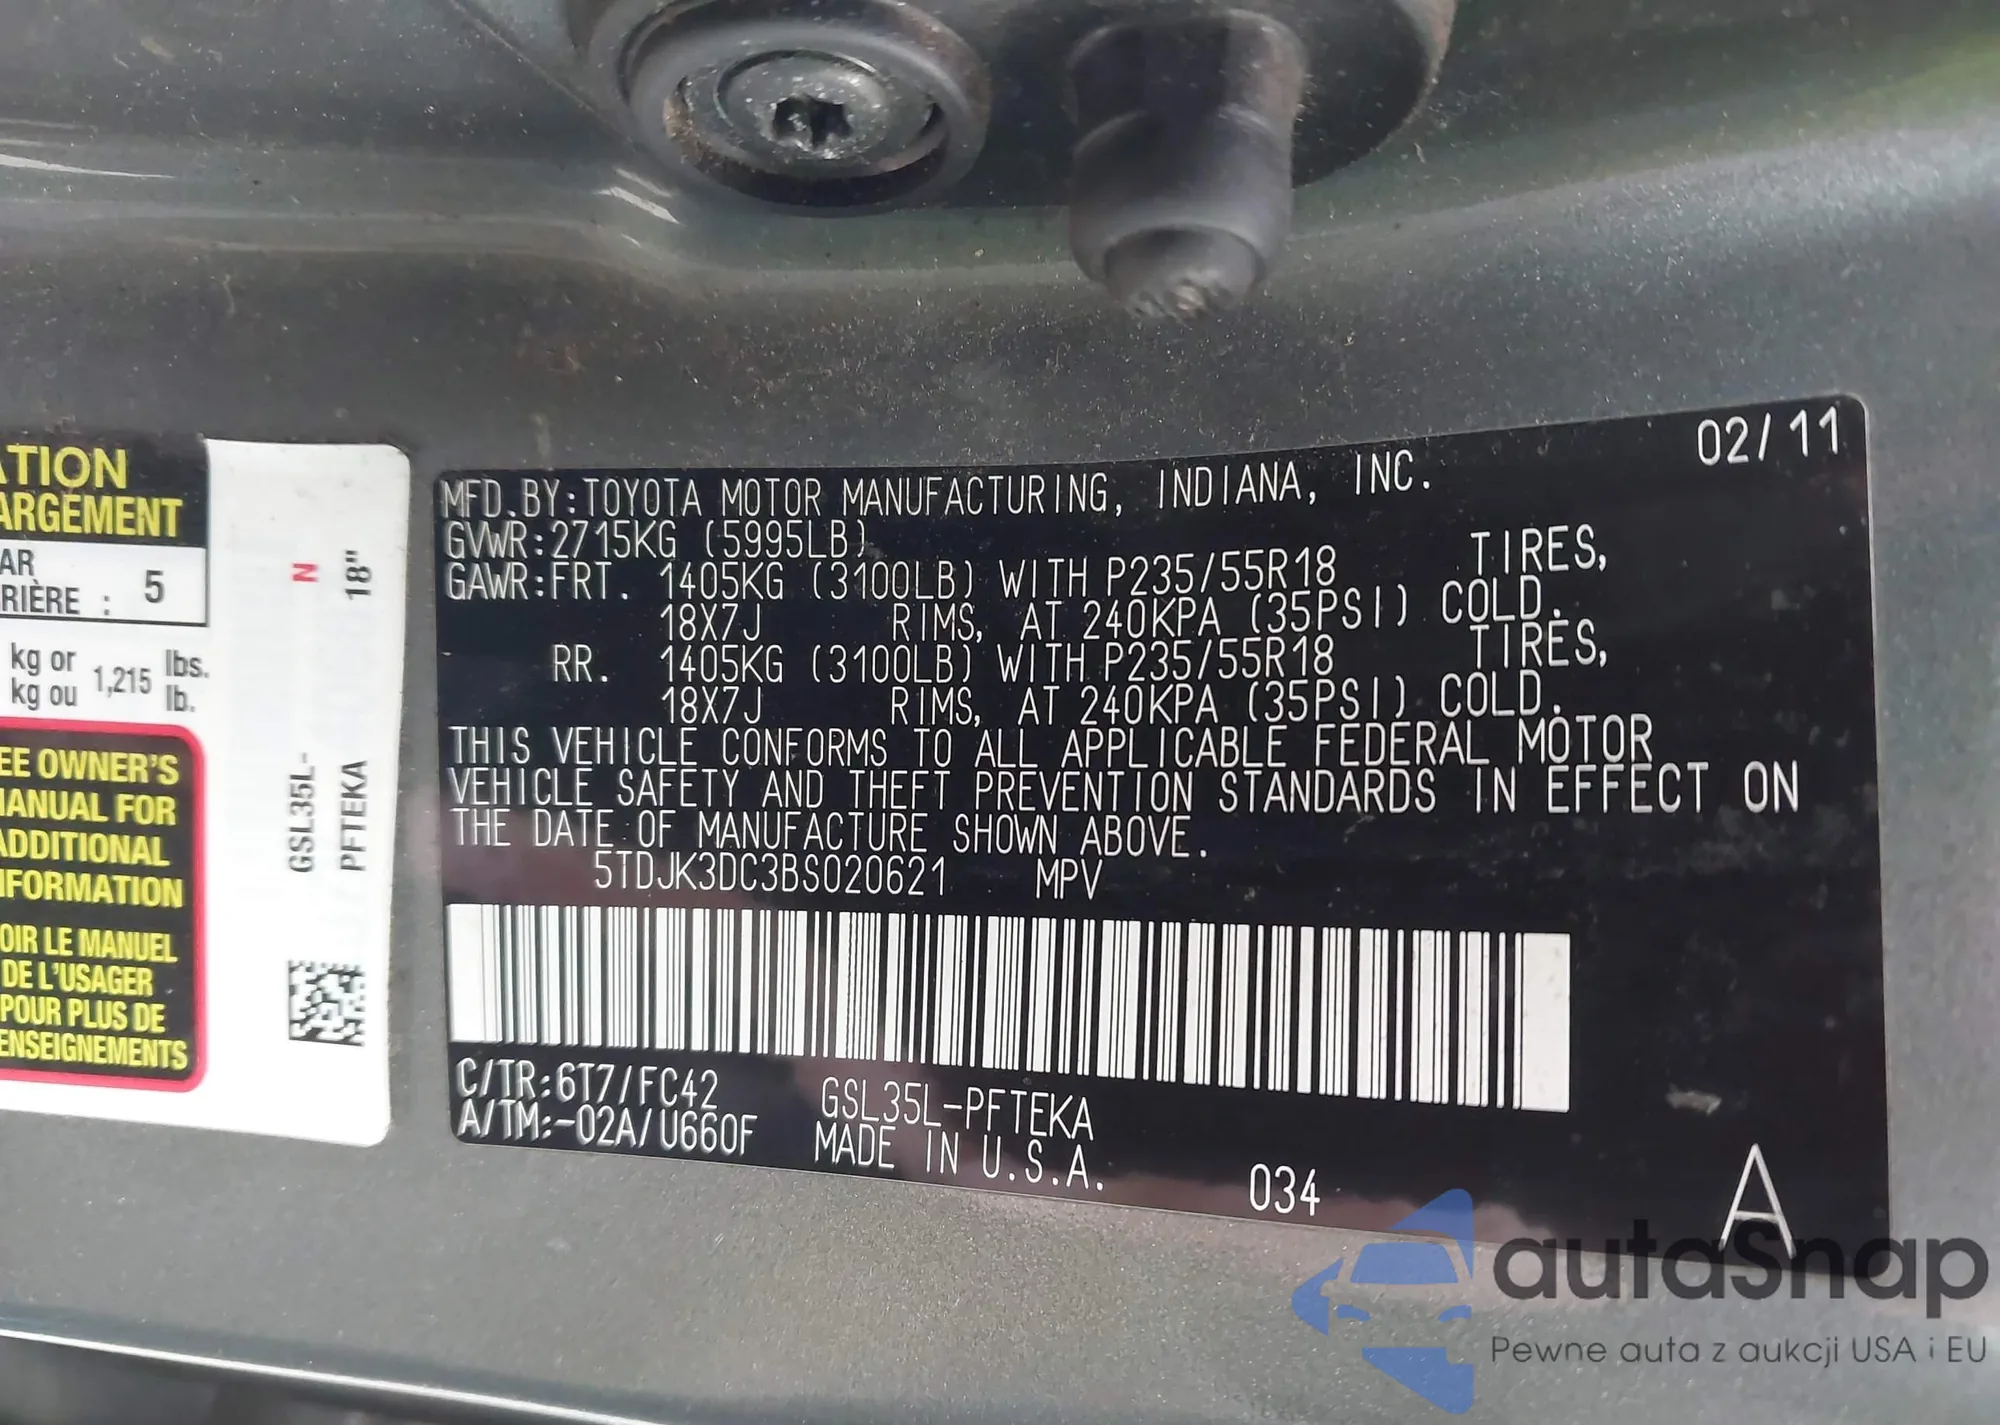 ATION
ARGEMENT
AR
RIÈRE : 5
kg or
kg ou 1,215 lbs.
lb.
EE OWNER'S
MANUAL FOR
ADDITIONAL
NFORMATION
OIR LE MANUEL
DE L'USAGER
POUR PLUS DE
ENSEIGNEMENTS
N
18"
GSL35L-
PFTEKA
02/11
MFD.BY:TOYOTA MOTOR MANUFACTURING, INDIANA, INC.
GVWR:2715KG (5995LB)
GAWR:FRT. 1405KG (3100LB) WITH P235/55R18 TIRES,
18X7J RIMS, AT 240KPA (35PSI) COLD.
RR. 1405KG (3100LB) WITH P235/55R18 TIRES,
18X7J RIMS, AT 240KPA (35PSI) COLD.
THIS VEHICLE CONFORMS TO ALL APPLICABLE FEDERAL MOTOR
VEHICLE SAFETY AND THEFT PREVENTION STANDARDS IN EFFECT ON
THE DATE OF MANUFACTURE SHOWN ABOVE.
5TDJK3DC3BS020621 MPV
C/TR:6T7/FC42 GSL35L-PFTEKA
A/TM:-02A/U660F MADE IN U.S.A.
034
A
autaSnap
Pewne auta z aukcji USA i EU